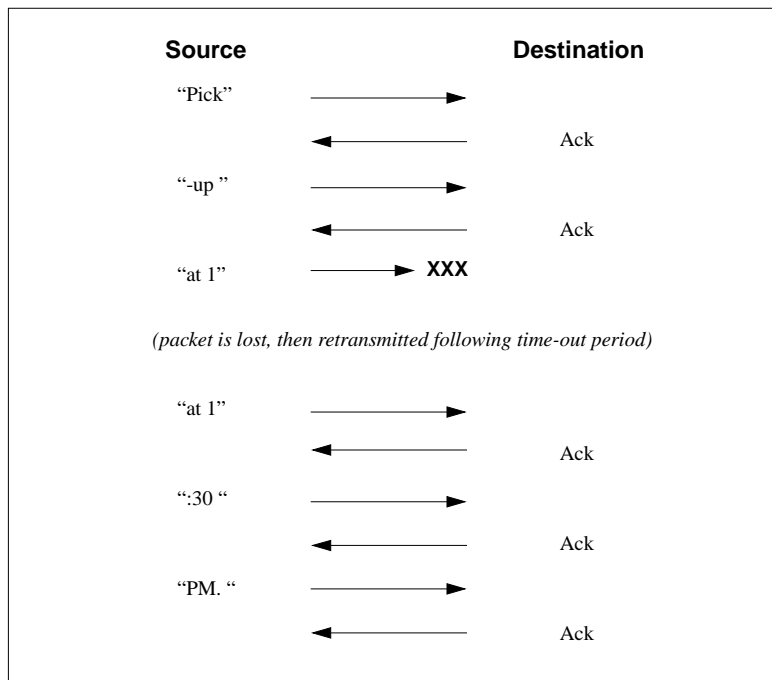 Source Destination
“Pick”
Ack
“-up ”
Ack
“at 1” XXX
(packet is lost, then retransmitted following time-out period)
“at 1”
Ack
“:30 “
Ack
“PM. “
Ack